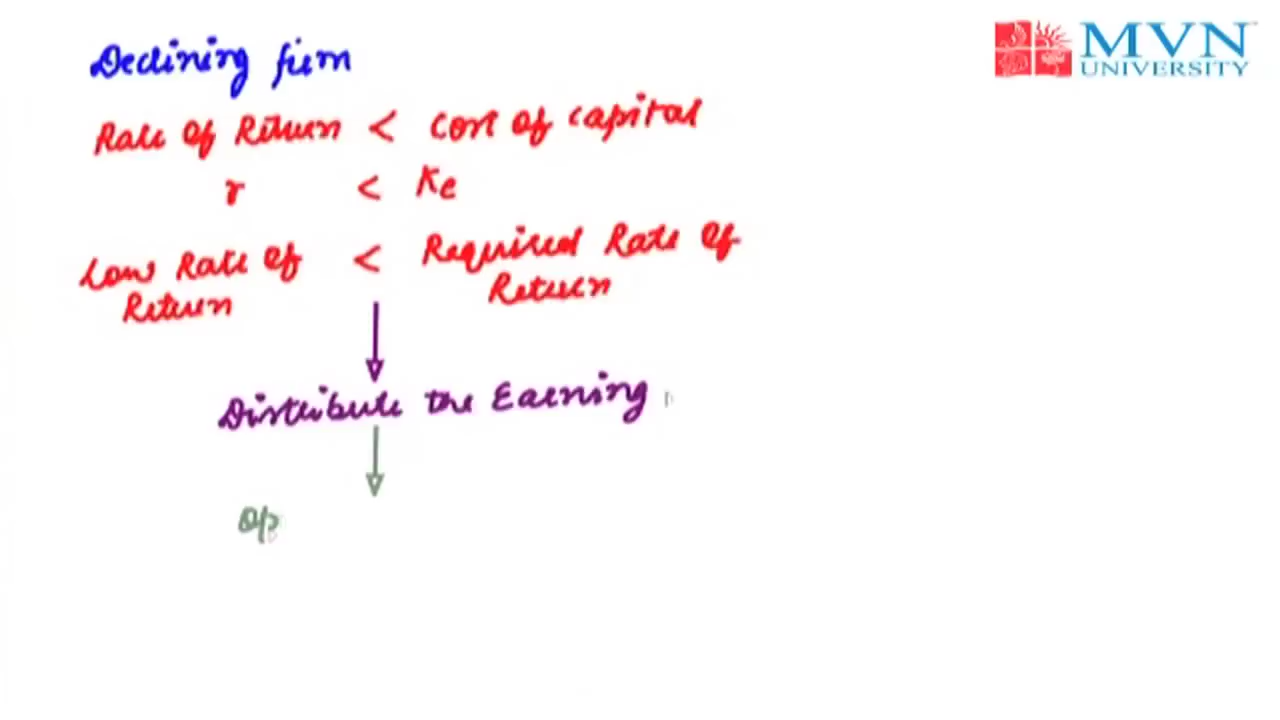 MVN
UNIVERSITY
Declining firm
Rate of Return < Cost of Capital
r < Ke
Low Rate of Return < Required Rate of Return
Distribute the Earning
Op